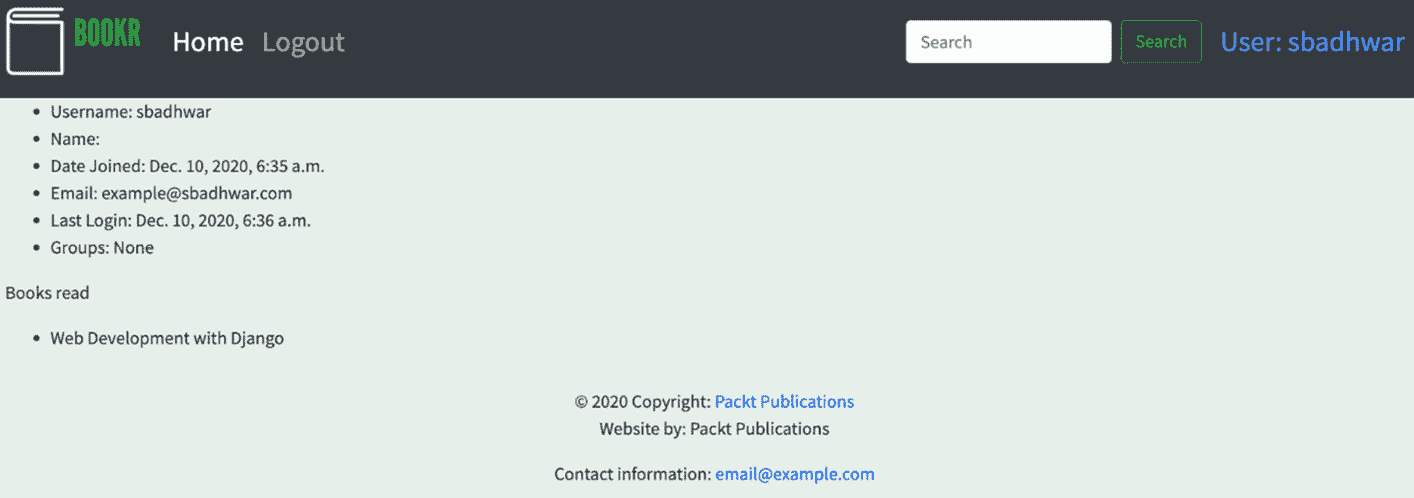 BOOKR Home Logout Search Search User: sbadhwar
• Username: sbadhwar
• Name:
• Date Joined: Dec. 10, 2020, 6:35 a.m.
• Email: example@sbadhwar.com
• Last Login: Dec. 10, 2020, 6:36 a.m.
• Groups: None
Books read
• Web Development with Django
© 2020 Copyright: Packt Publications
Website by: Packt Publications
Contact information: email@example.com